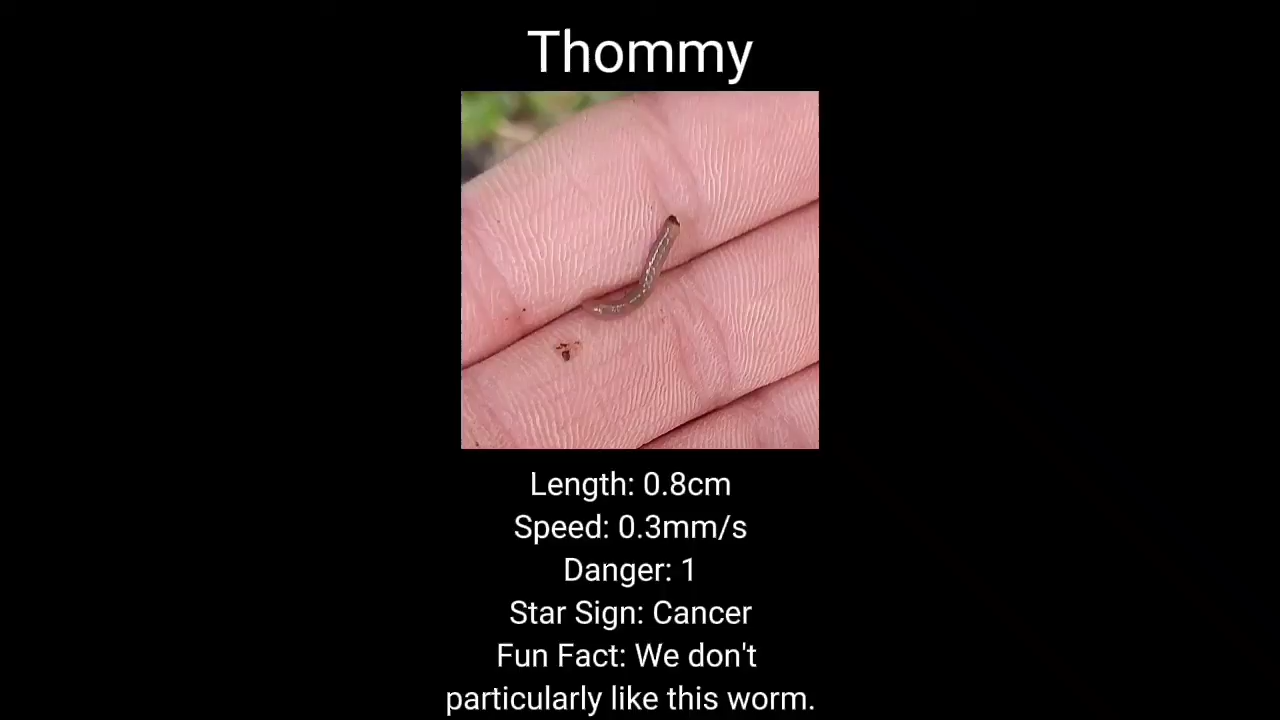 Thommy
Length: 0.8cm
Speed: 0.3mm/s
Danger: 1
Star Sign: Cancer
Fun Fact: We don't
particularly like this worm.